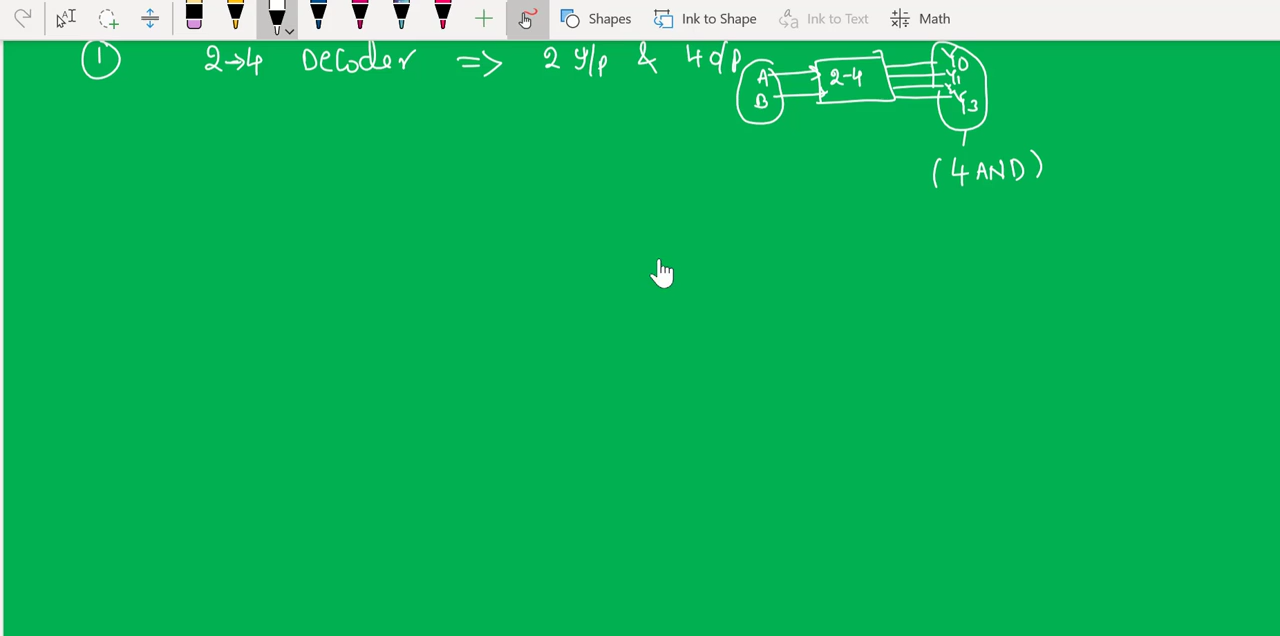 Shapes Ink to Shape Ink to Text Math
① 2→4 Decoder => 2 I/p & 4 o/p
A 2-4 Y0
B Y1
Y3
(4 AND)